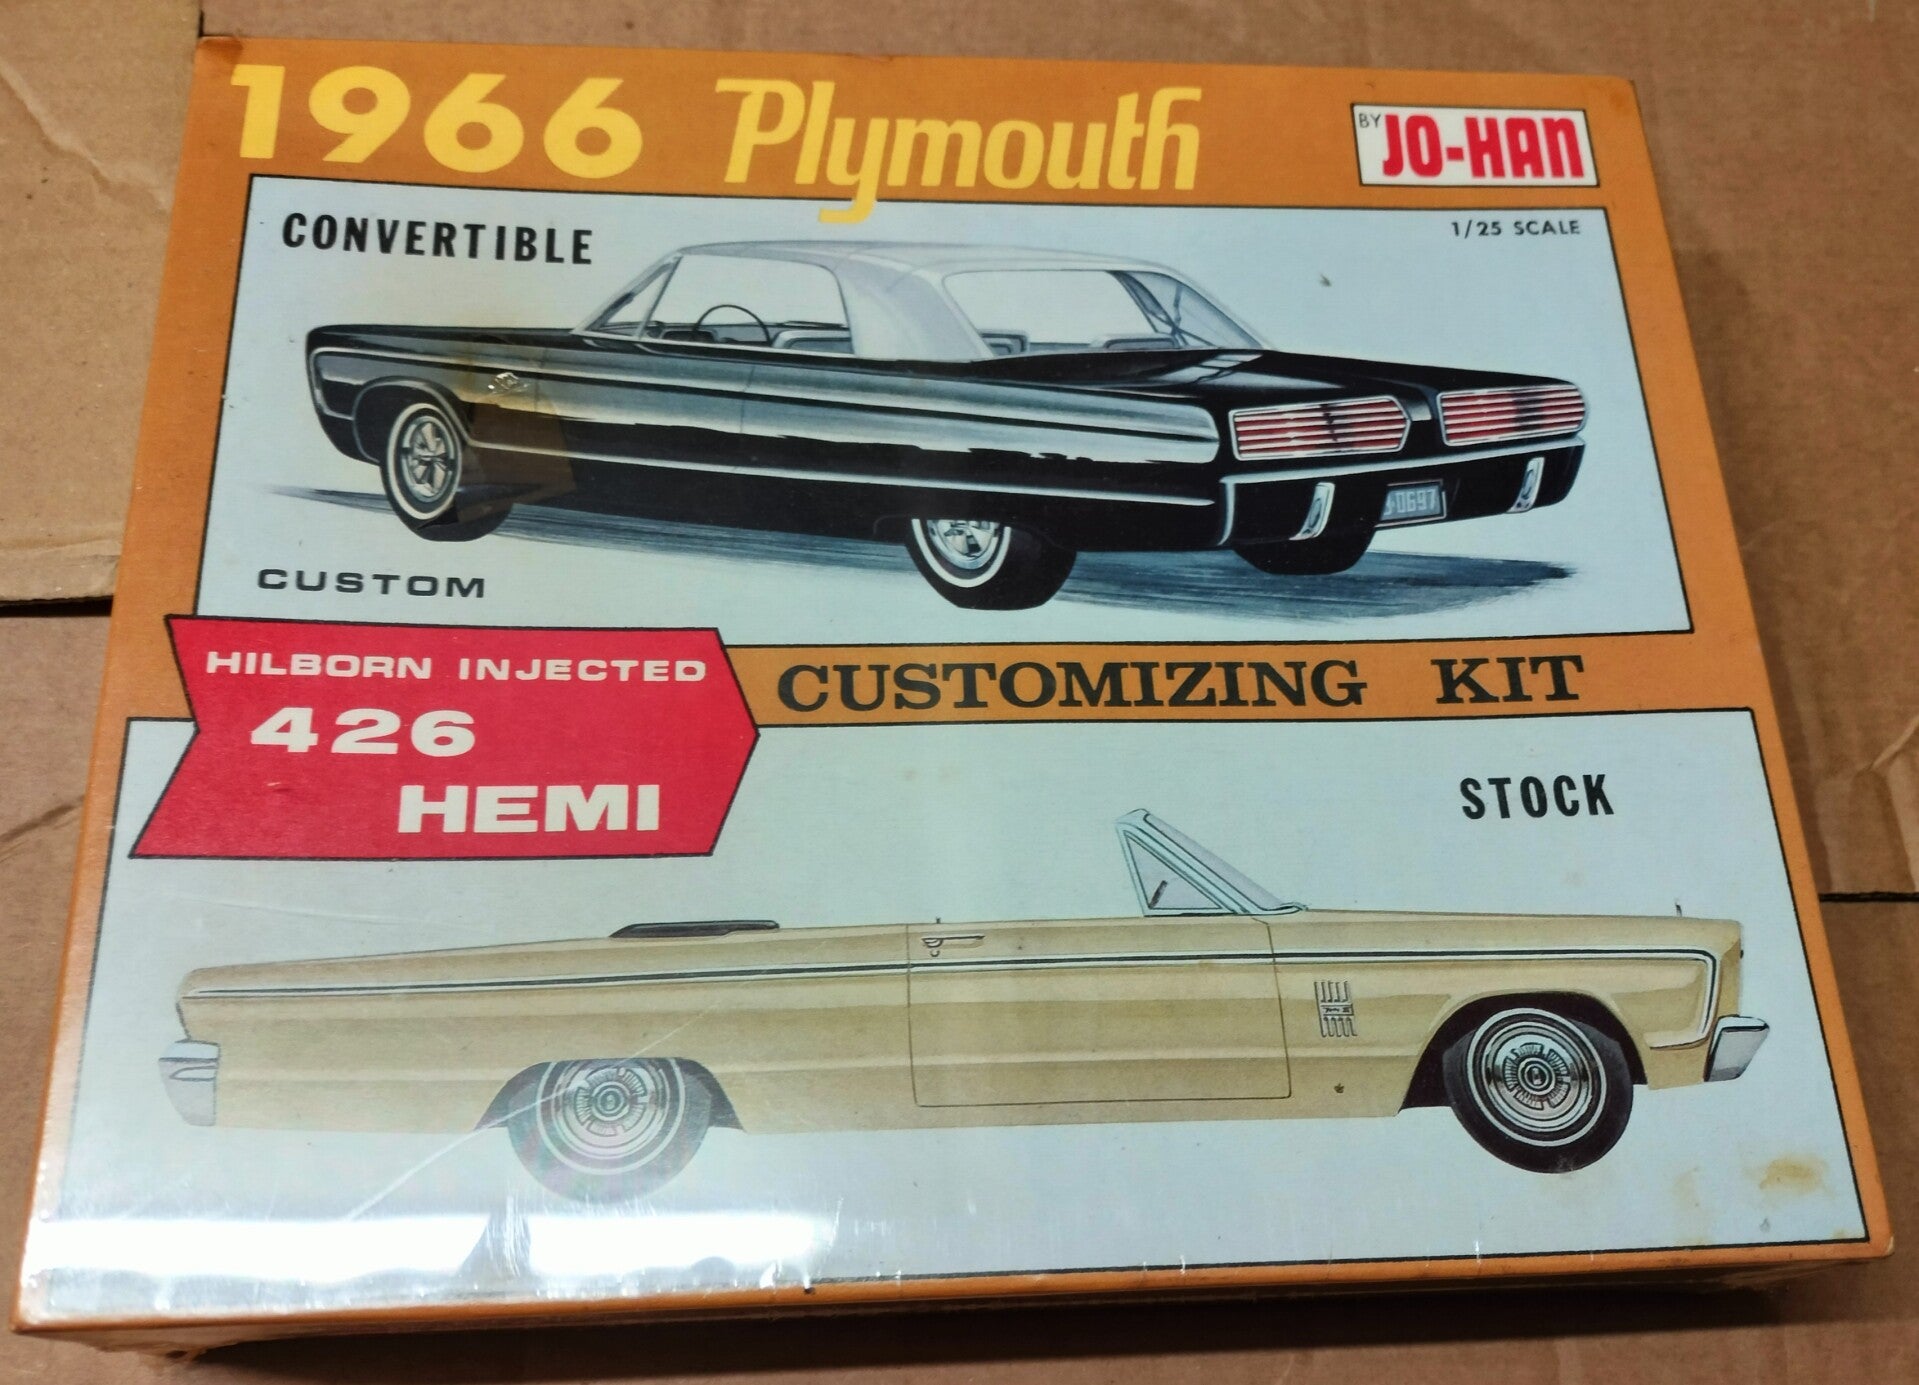 1966 Plymouth
BY JO-HAN
CONVERTIBLE
1/25 SCALE
CUSTOM
HILBORN INJECTED
426
HEMI
CUSTOMIZING KIT
STOCK